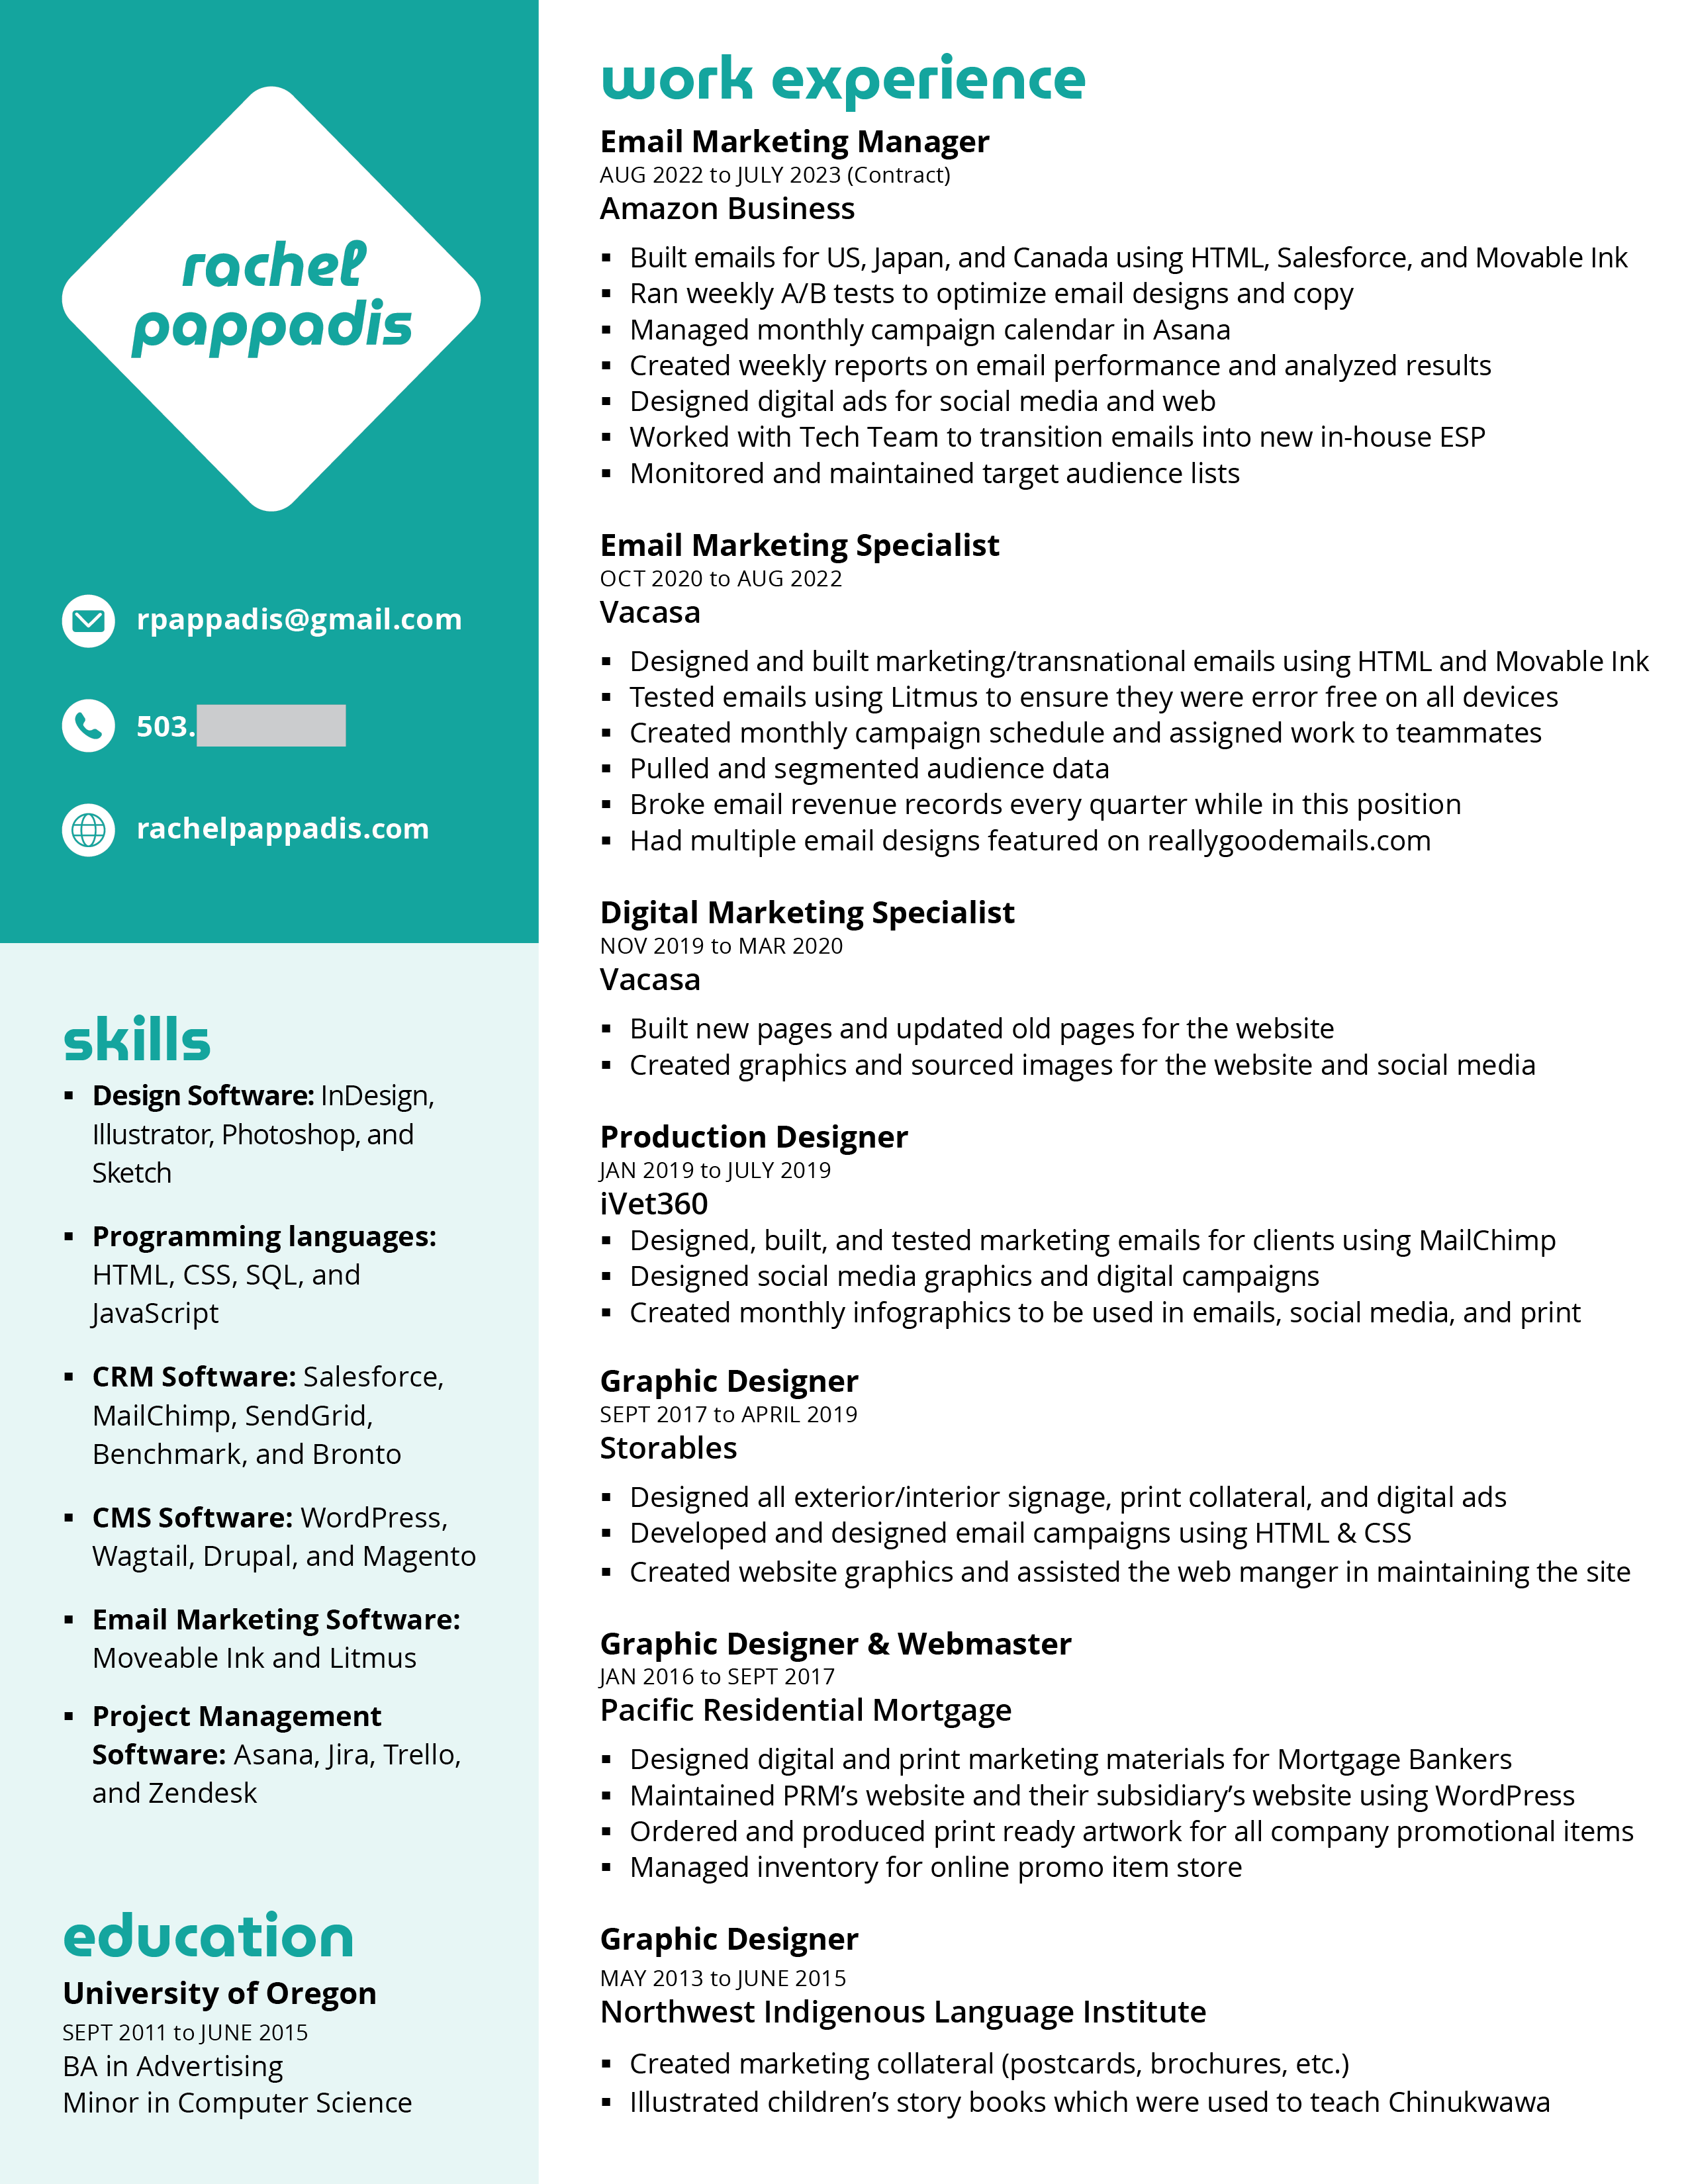 rachel
pappadis
rpappadis@gmail.com
503.
rachelpappadis.com
skills
▪ Design Software: InDesign,
Illustrator, Photoshop, and
Sketch
▪ Programming languages:
HTML, CSS, SQL, and
JavaScript
▪ CRM Software: Salesforce,
MailChimp, SendGrid,
Benchmark, and Bronto
▪ CMS Software: WordPress,
Wagtail, Drupal, and Magento
▪ Email Marketing Software:
Moveable Ink and Litmus
▪ Project Management
Software: Asana, Jira, Trello,
and Zendesk
education
University of Oregon
SEPT 2011 to JUNE 2015
BA in Advertising
Minor in Computer Science
work experience
Email Marketing Manager
AUG 2022 to JULY 2023 (Contract)
Amazon Business
▪ Built emails for US, Japan, and Canada using HTML, Salesforce, and Movable Ink
▪ Ran weekly A/B tests to optimize email designs and copy
▪ Managed monthly campaign calendar in Asana
▪ Created weekly reports on email performance and analyzed results
▪ Designed digital ads for social media and web
▪ Worked with Tech Team to transition emails into new in-house ESP
▪ Monitored and maintained target audience lists
Email Marketing Specialist
OCT 2020 to AUG 2022
Vacasa
▪ Designed and built marketing/transnational emails using HTML and Movable Ink
▪ Tested emails using Litmus to ensure they were error free on all devices
▪ Created monthly campaign schedule and assigned work to teammates
▪ Pulled and segmented audience data
▪ Broke email revenue records every quarter while in this position
▪ Had multiple email designs featured on reallygoodemails.com
Digital Marketing Specialist
NOV 2019 to MAR 2020
Vacasa
▪ Built new pages and updated old pages for the website
▪ Created graphics and sourced images for the website and social media
Production Designer
JAN 2019 to JULY 2019
iVet360
▪ Designed, built, and tested marketing emails for clients using MailChimp
▪ Designed social media graphics and digital campaigns
▪ Created monthly infographics to be used in emails, social media, and print
Graphic Designer
SEPT 2017 to APRIL 2019
Storables
▪ Designed all exterior/interior signage, print collateral, and digital ads
▪ Developed and designed email campaigns using HTML & CSS
▪ Created website graphics and assisted the web manger in maintaining the site
Graphic Designer & Webmaster
JAN 2016 to SEPT 2017
Pacific Residential Mortgage
▪ Designed digital and print marketing materials for Mortgage Bankers
▪ Maintained PRM’s website and their subsidiary’s website using WordPress
▪ Ordered and produced print ready artwork for all company promotional items
▪ Managed inventory for online promo item store
Graphic Designer
MAY 2013 to JUNE 2015
Northwest Indigenous Language Institute
▪ Created marketing collateral (postcards, brochures, etc.)
▪ Illustrated children’s story books which were used to teach Chinukwawa